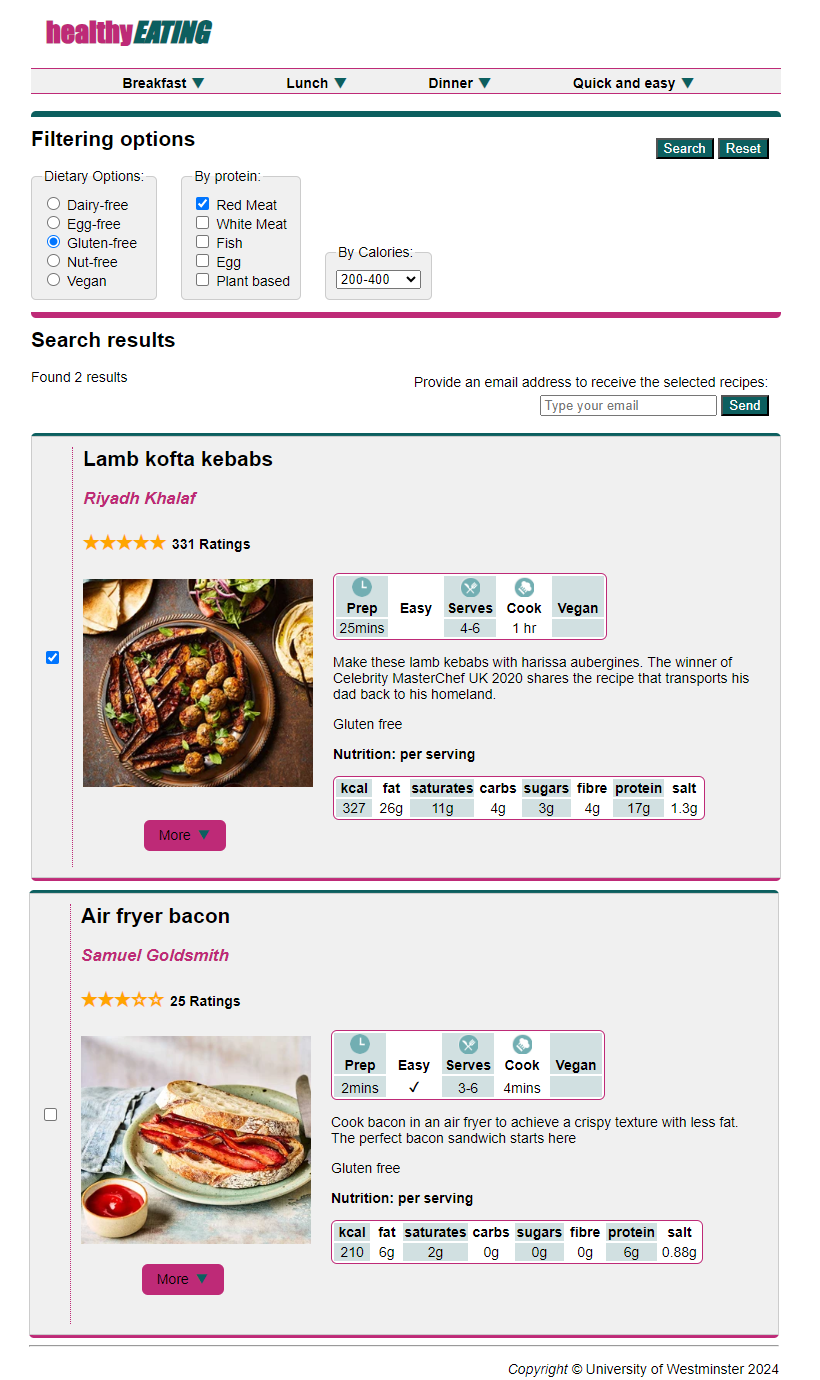 healthyEATING
Breakfast ▼ Lunch ▼ Dinner ▼ Quick and easy ▼
Filtering options
Search Reset
Dietary Options:
Dairy-free
Egg-free
Gluten-free
Nut-free
Vegan
By protein:
Red Meat
White Meat
Fish
Egg
Plant based
By Calories:
200-400
Search results
Found 2 results
Provide an email address to receive the selected recipes:
Type your email Send
Lamb kofta kebabs
Riyadh Khalaf
★★★★★ 331 Ratings
Prep Easy Serves Cook Vegan
25mins 4-6 1 hr
Make these lamb kebabs with harissa aubergines. The winner of
Celebrity MasterChef UK 2020 shares the recipe that transports his
dad back to his homeland.
Gluten free
Nutrition: per serving
kcal fat saturates carbs sugars fibre protein salt
327 26g 11g 4g 3g 4g 17g 1.3g
More ▼
Air fryer bacon
Samuel Goldsmith
★★★☆☆ 25 Ratings
Prep Easy Serves Cook Vegan
2mins ✓ 3-6 4mins
Cook bacon in an air fryer to achieve a crispy texture with less fat.
The perfect bacon sandwich starts here
Gluten free
Nutrition: per serving
kcal fat saturates carbs sugars fibre protein salt
210 6g 2g 0g 0g 0g 6g 0.88g
More ▼
Copyright © University of Westminster 2024